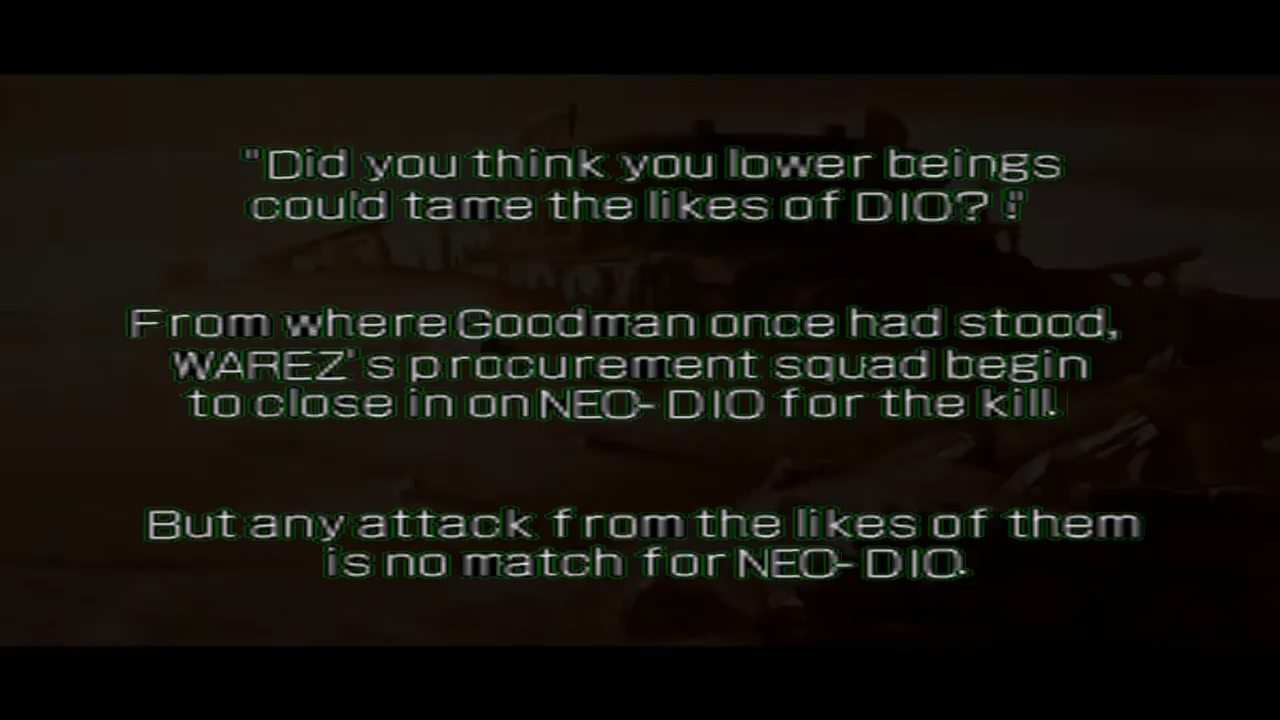 "Did you think you lower beings
could tame the likes of DIO?!"
From where Goodman once had stood,
WAREZ's procurement squad begin
to close in on NEO-DIO for the kill.
But any attack from the likes of them
is no match for NEO-DIO.